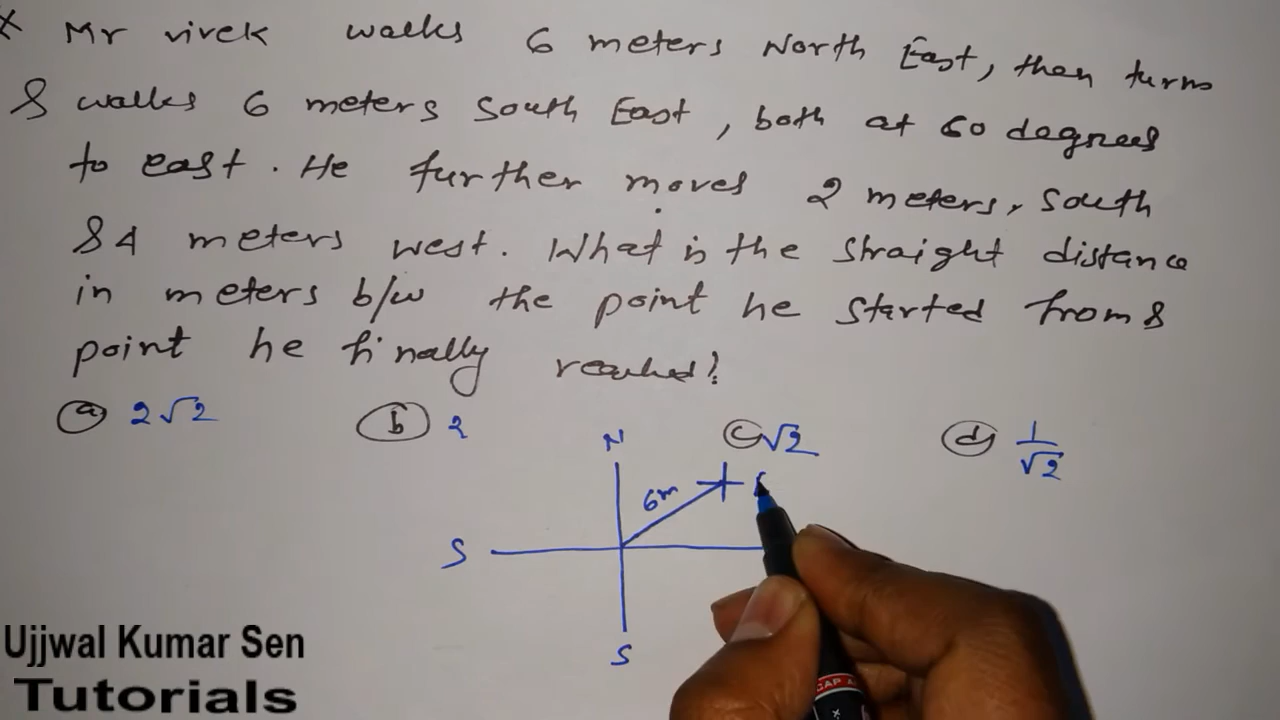 x Mr vivek walks 6 meters North East, then turns
& walks 6 meters South East, both at 60 degrees
to east. He further moves 2 meters, South
& 4 meters west. What is the straight distance
in meters b/w the point he started from &
point he finally reached?
(a) 2√2 (b) 2 (c) √2 (d) 1/√2
N
6m
S
S
Ujjwal Kumar Sen
Tutorials
CAP